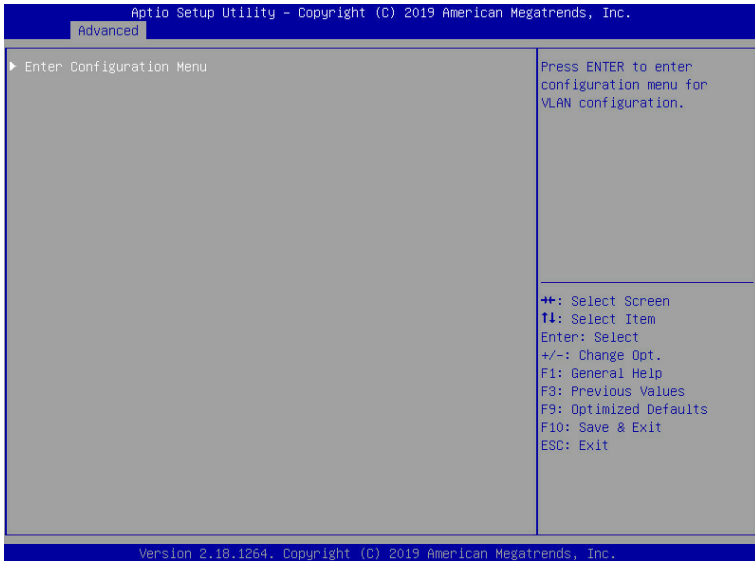 Aptio Setup Utility – Copyright (C) 2019 American Megatrends, Inc.
Advanced
▶ Enter Configuration Menu
Press ENTER to enter
configuration menu for
VLAN configuration.
→←: Select Screen
↑↓: Select Item
Enter: Select
+/-: Change Opt.
F1: General Help
F3: Previous Values
F9: Optimized Defaults
F10: Save & Exit
ESC: Exit
Version 2.18.1264. Copyright (C) 2019 American Megatrends, Inc.